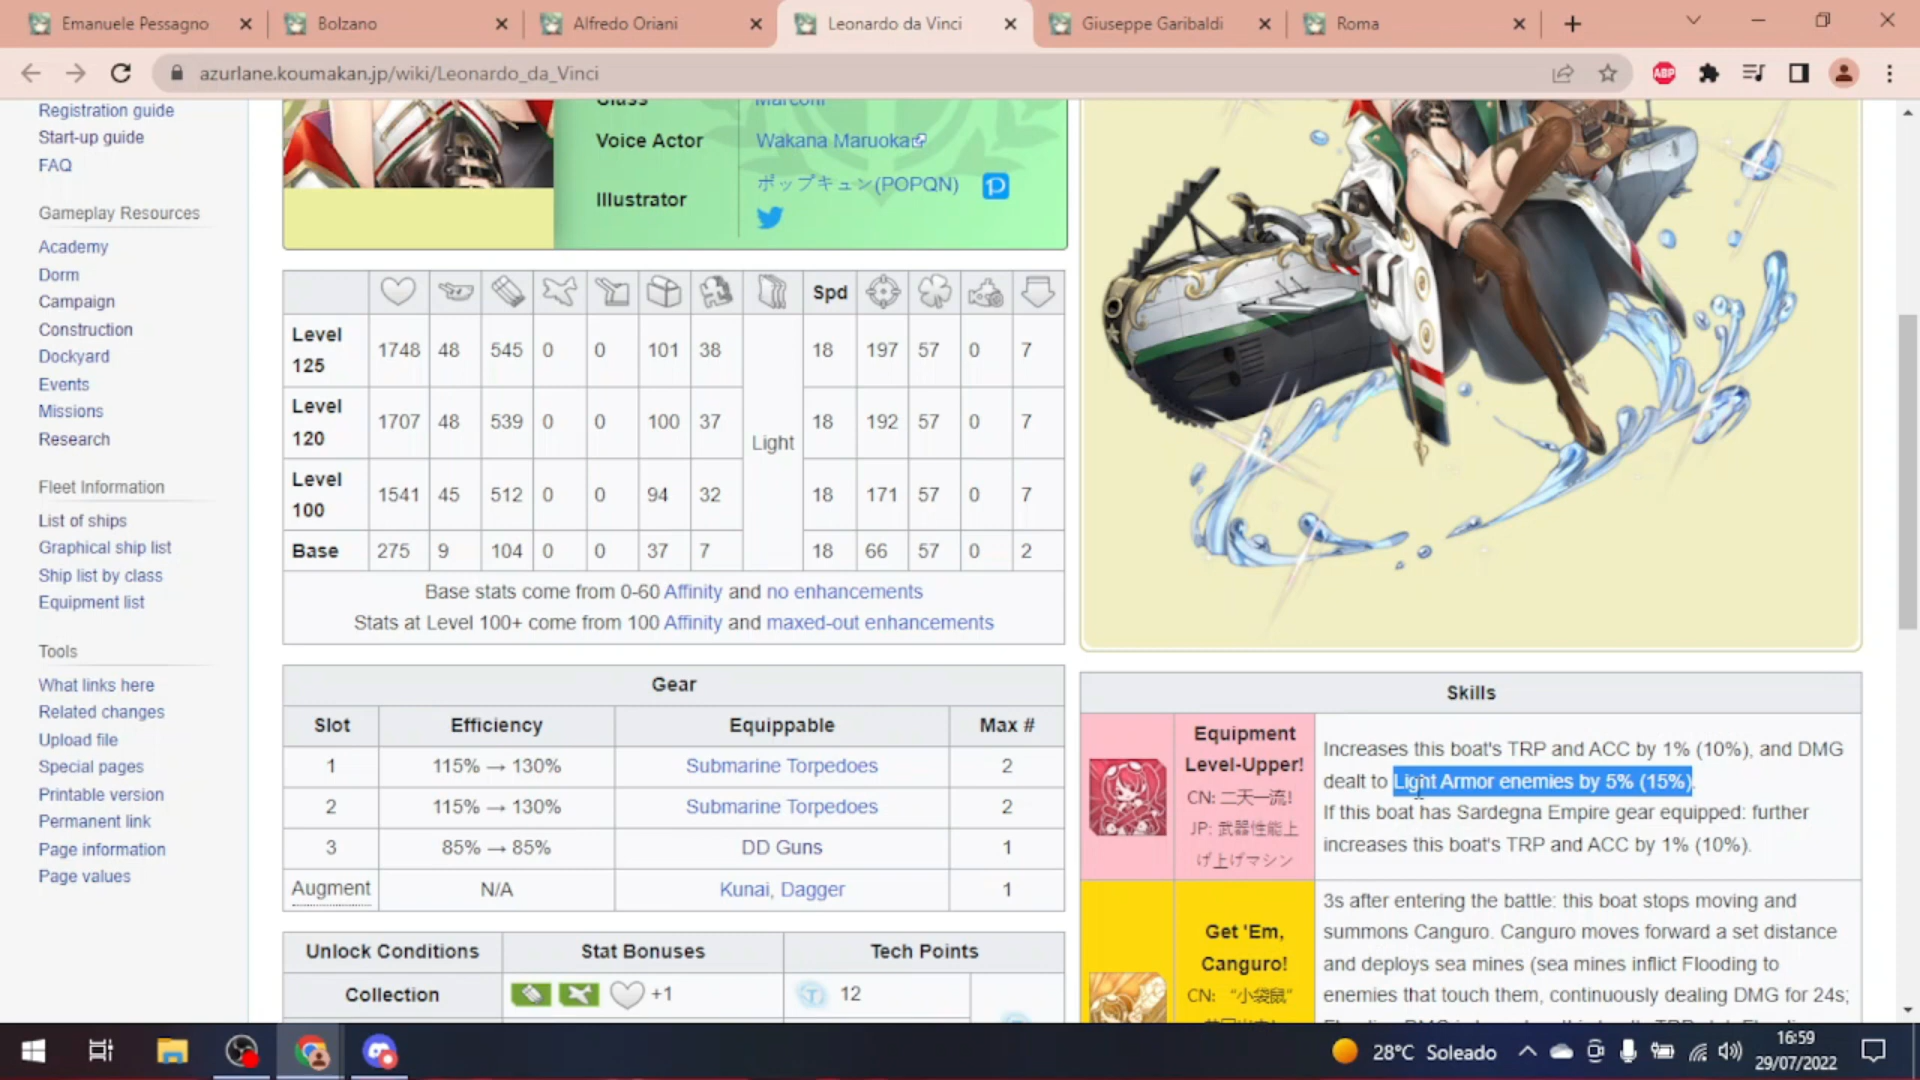 Emanuele Pessagno
Bolzano
Alfredo Oriani
Leonardo da Vinci
Giuseppe Garibaldi
Roma
azurlane.koumakan.jp/wiki/Leonardo_da_Vinci
ABP
Registration guide
Start-up guide
FAQ
Gameplay Resources
Academy
Dorm
Campaign
Construction
Dockyard
Events
Missions
Research
Fleet Information
List of ships
Graphical ship list
Ship list by class
Equipment list
Tools
What links here
Related changes
Upload file
Special pages
Printable version
Permanent link
Page information
Page values
Class Marconi
Voice Actor Wakana Maruoka
Illustrator ポップキュン(POPQN)
Spd
Level 125 1748 48 545 0 0 101 38 Light 18 197 57 0 7
Level 120 1707 48 539 0 0 100 37 18 192 57 0 7
Level 100 1541 45 512 0 0 94 32 18 171 57 0 7
Base 275 9 104 0 0 37 7 18 66 57 0 2
Base stats come from 0-60 Affinity and no enhancements
Stats at Level 100+ come from 100 Affinity and maxed-out enhancements
Gear
Slot Efficiency Equippable Max #
1 115% → 130% Submarine Torpedoes 2
2 115% → 130% Submarine Torpedoes 2
3 85% → 85% DD Guns 1
Augment N/A Kunai, Dagger 1
Unlock Conditions Stat Bonuses Tech Points
Collection +1 12
Skills
Equipment
Level-Upper!
CN: 二天一流!
JP: 武器性能上
げ上げマシン
Increases this boat's TRP and ACC by 1% (10%), and DMG
dealt to Light Armor enemies by 5% (15%).
If this boat has Sardegna Empire gear equipped: further
increases this boat's TRP and ACC by 1% (10%).
Get 'Em,
Canguro!
CN: “小袋鼠”
3s after entering the battle: this boat stops moving and
summons Canguro. Canguro moves forward a set distance
and deploys sea mines (sea mines inflict Flooding to
enemies that touch them, continuously dealing DMG for 24s;
28°C Soleado
16:59
29/07/2022